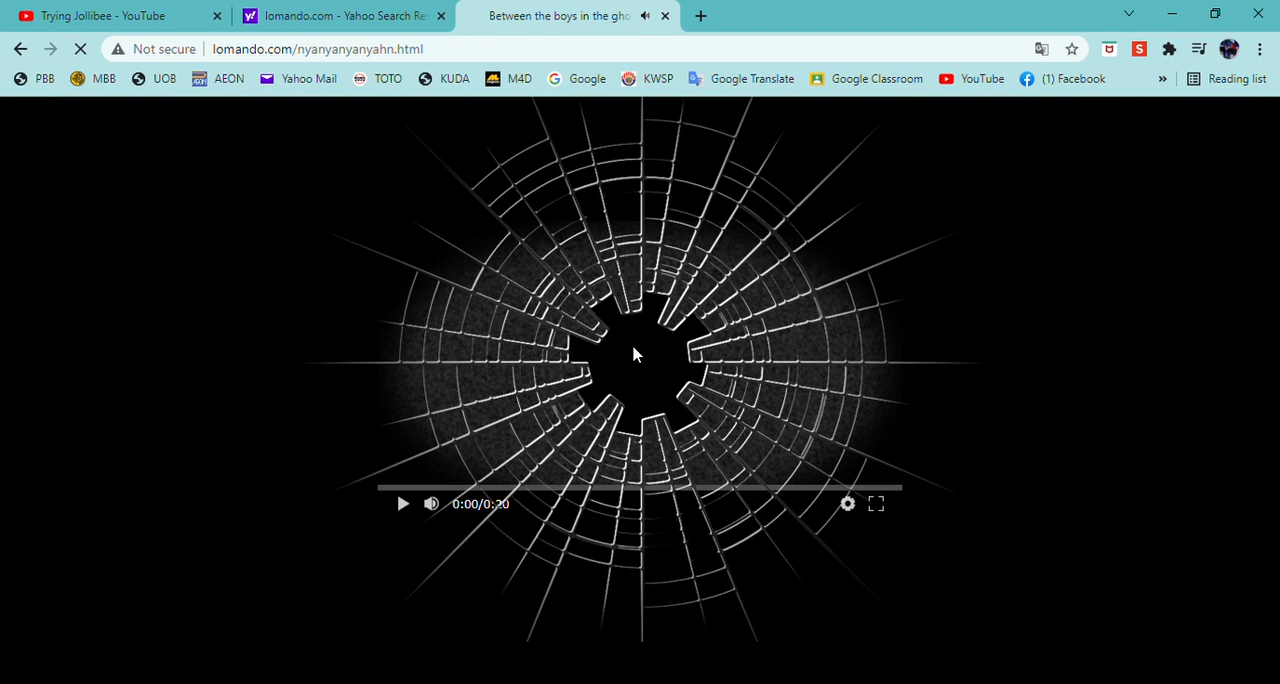 Trying Jollibee - YouTube
lomando.com - Yahoo Search Re
Between the boys in the gho
Not secure
lomando.com/nyanyanyanyahn.html
PBB
MBB
UOB
AEON
Yahoo Mail
TOTO
KUDA
M4D
Google
KWSP
Google Translate
Google Classroom
YouTube
(1) Facebook
»
Reading list
0:00/0:20